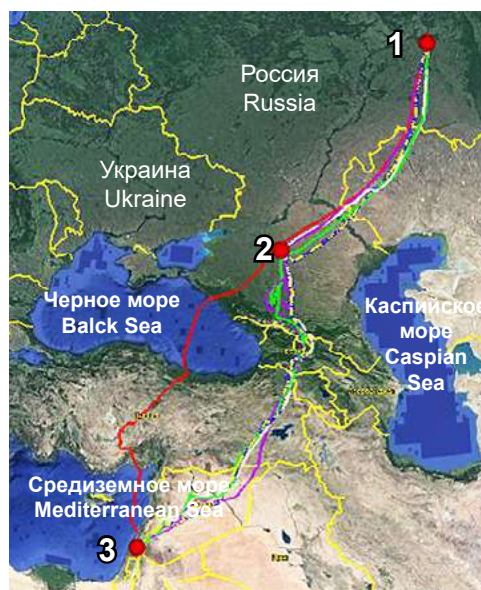 1
Россия
Russia
Украина
Ukraine
2
Черное море
Balck Sea
Каспийское
море
Caspian
Sea
Средиземное море
Mediterranean Sea
3